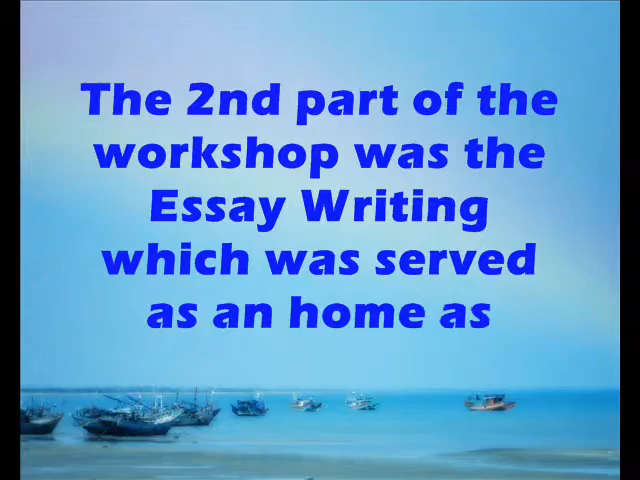 The 2nd part of the
workshop was the
Essay Writing
which was served
as an home as